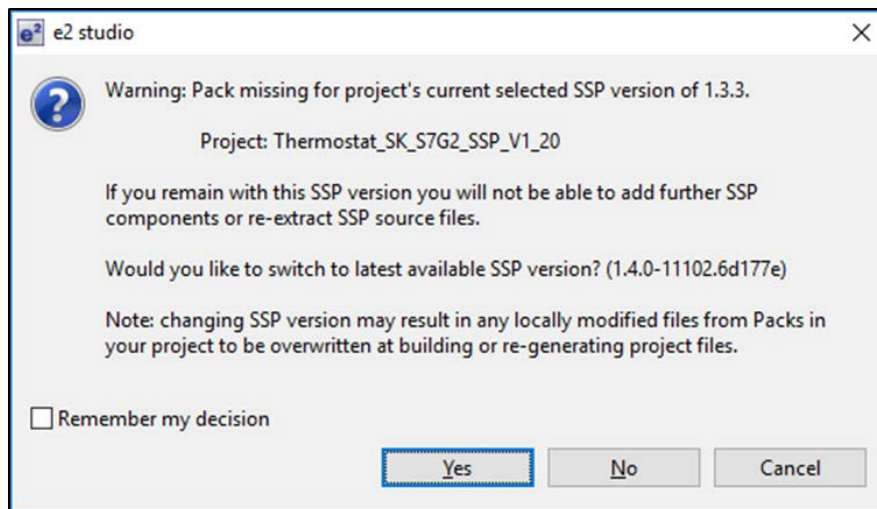 e² e2 studio
?
Warning: Pack missing for project's current selected SSP version of 1.3.3.
Project: Thermostat_SK_S7G2_SSP_V1_20
If you remain with this SSP version you will not be able to add further SSP
components or re-extract SSP source files.
Would you like to switch to latest available SSP version? (1.4.0-11102.6d177e)
Note: changing SSP version may result in any locally modified files from Packs in
your project to be overwritten at building or re-generating project files.
Remember my decision
Yes No Cancel